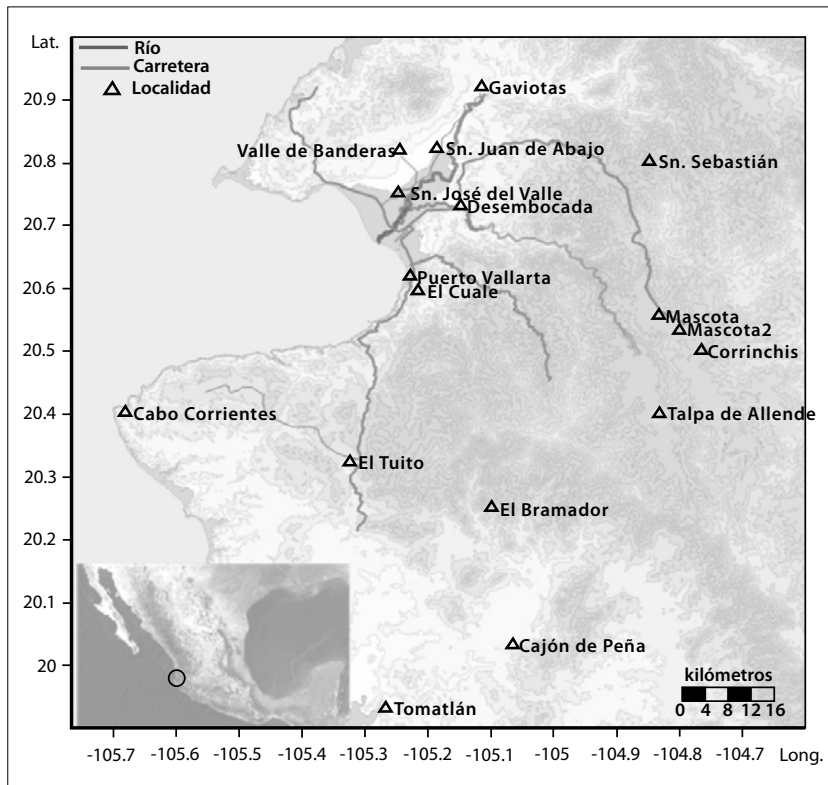 Lat.
Río
Carretera
Localidad
20.9
20.8
20.7
20.6
20.5
20.4
20.3
20.2
20.1
20
Gaviotas
Valle de Banderas
Sn. Juan de Abajo
Sn. Sebastián
Sn. José del Valle
Desembocada
Puerto Vallarta
El Cuale
Mascota
Mascota2
Corrinchis
Cabo Corrientes
Talpa de Allende
El Tuito
El Bramador
Cajón de Peña
Tomatlán
kilómetros
0 4 8 12 16
-105.7 -105.6 -105.5 -105.4 -105.3 -105.2 -105.1 -105 -104.9 -104.8 -104.7 Long.